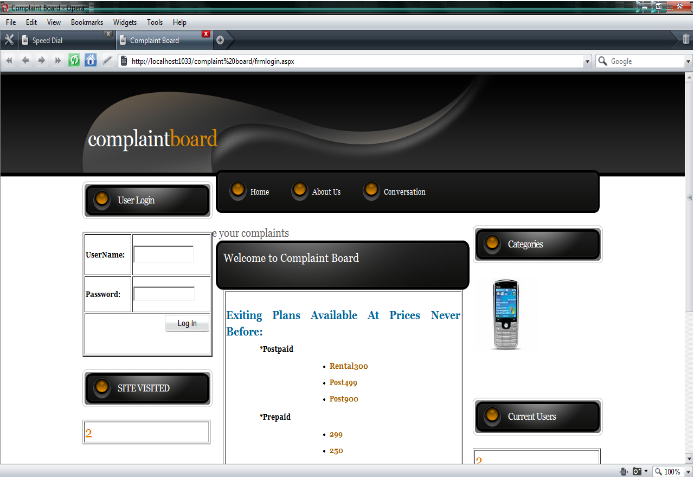 Complaint Board - Opera
File Edit View Bookmarks Widgets Tools Help
Speed Dial
Complaint Board
http://localhost:1033/complaint%20board/frmlogin.aspx
Google
complaintboard
Home About Us Conversation
User Login
e your complaints
Categories
UserName:
Password:
Log In
Welcome to Complaint Board
Exiting Plans Available At Prices Never
Before:
*Postpaid
• Rental300
• Post499
• Post900
*Prepaid
• 299
• 250
SITE VISITED
2
Current Users
2
100%